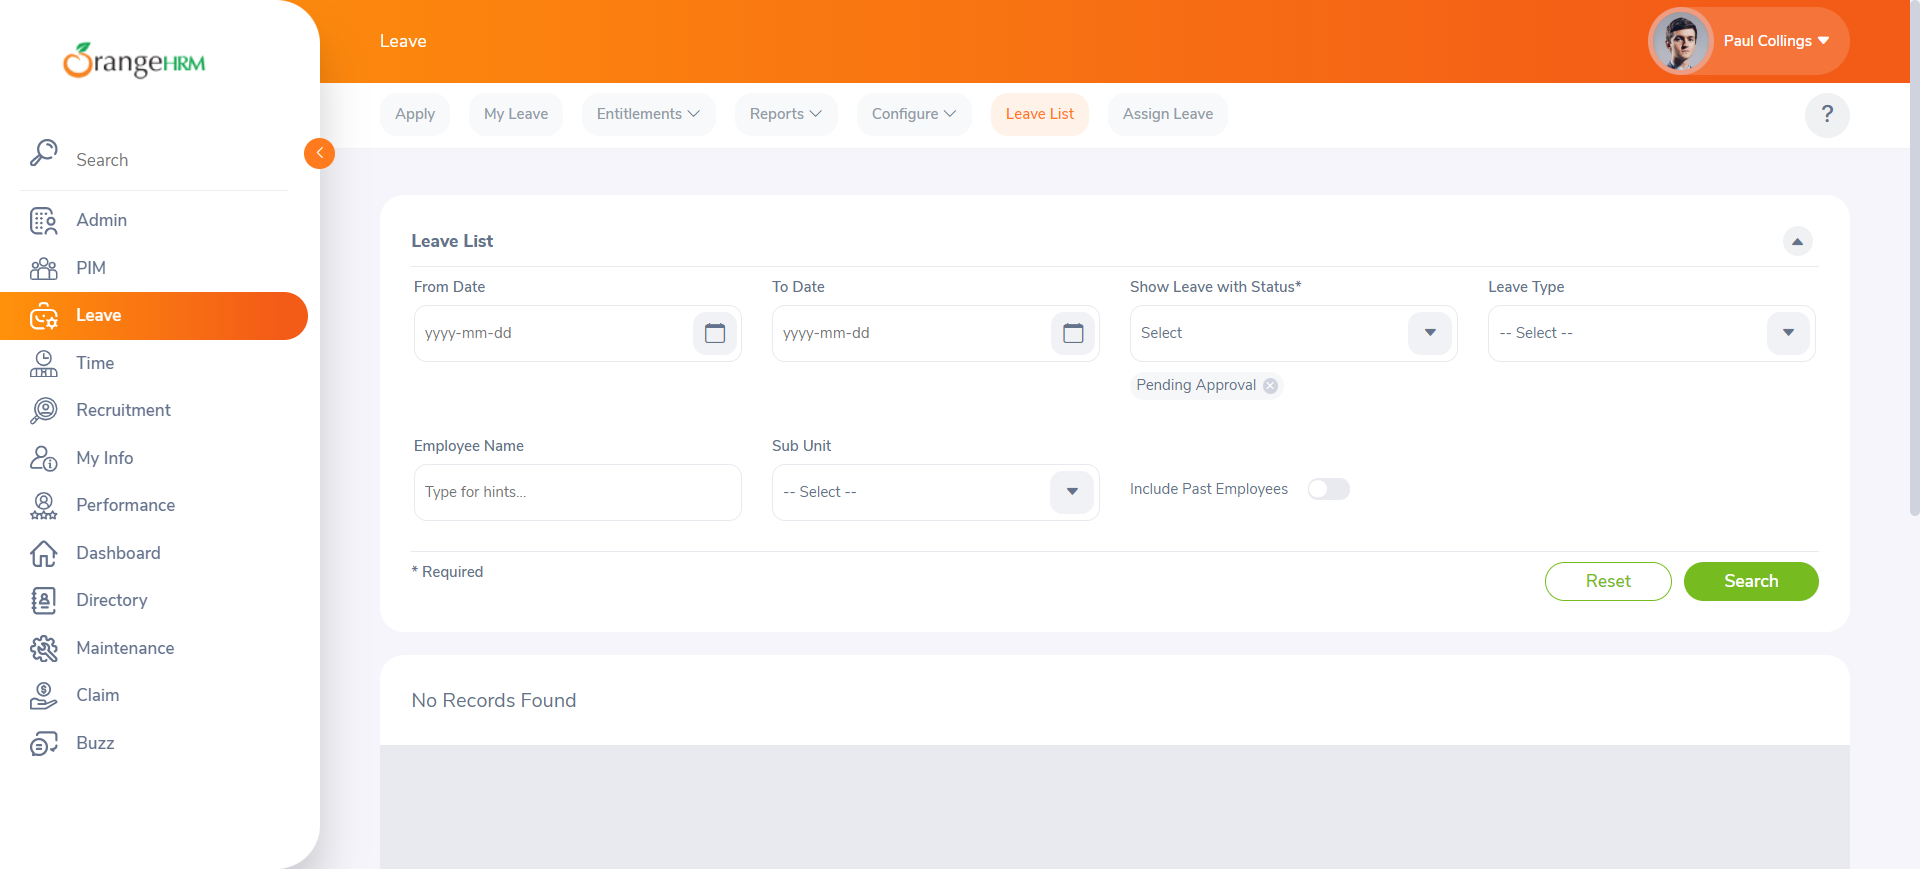 OrangeHRM
Leave
Paul Collings
Apply
My Leave
Entitlements
Reports
Configure
Leave List
Assign Leave
?
Search
Admin
PIM
Leave
Time
Recruitment
My Info
Performance
Dashboard
Directory
Maintenance
Claim
Buzz
Leave List
From Date
To Date
Show Leave with Status*
Leave Type
yyyy-mm-dd
yyyy-mm-dd
Select
-- Select --
Pending Approval
Employee Name
Sub Unit
Type for hints...
-- Select --
Include Past Employees
* Required
Reset
Search
No Records Found